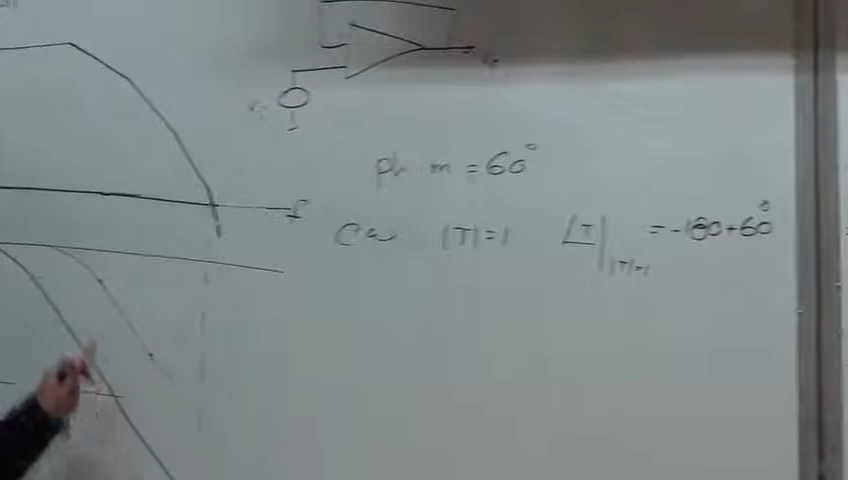 ph m = 60°
|T|=1 ∠T| |T|=1 = -180+60°
f